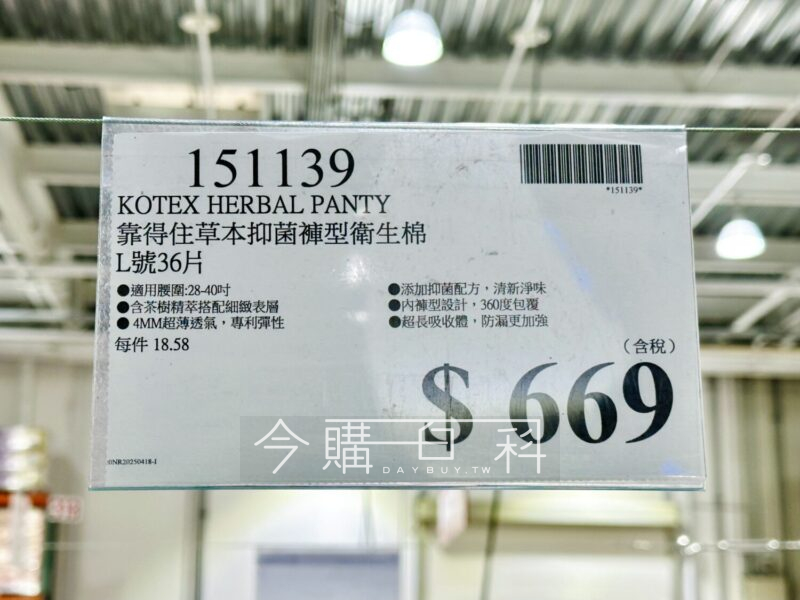 151139
*151139*
KOTEX HERBAL PANTY
靠得住草本抑菌褲型衛生棉
L號36片
●適用腰圍:28-40吋
●含茶樹精萃搭配細緻表層
● 4MM超薄透氣，專利彈性
●添加抑菌配方，清新淨味
●內褲型設計，360度包覆
●超長吸收體，防漏更加強
每件 18.58
（含稅）
$ 669
今購百科
DAYBUY.TW